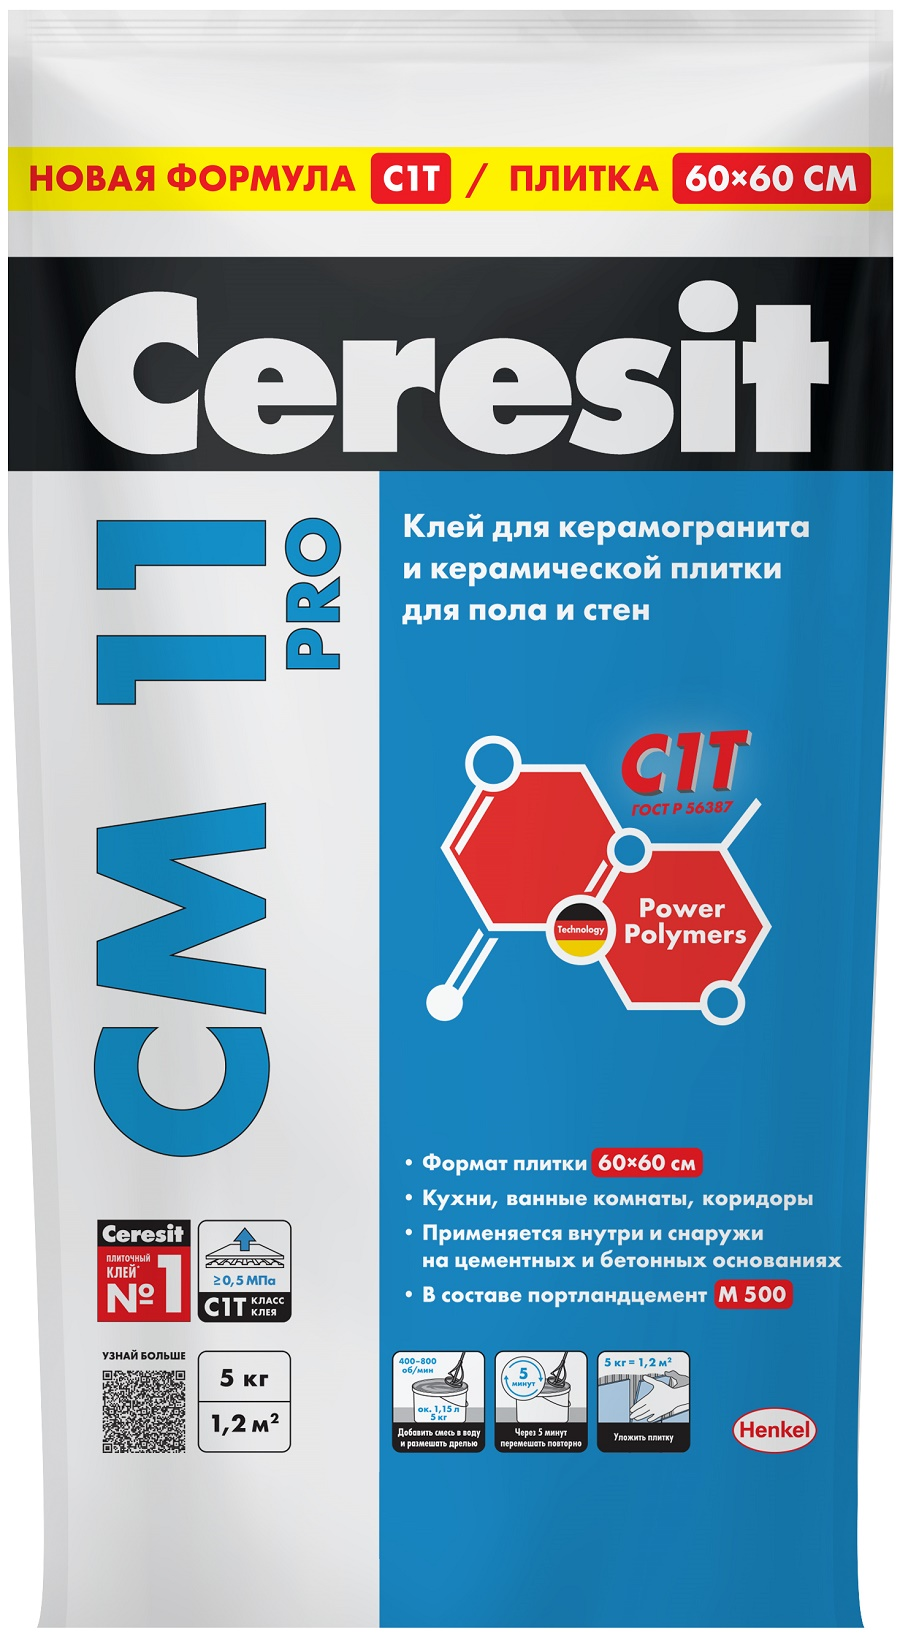 НОВАЯ ФОРМУЛА C1T / ПЛИТКА 60×60 СМ
Ceresit
CM 11
PRO
Клей для керамогранита
и керамической плитки
для пола и стен
C1T
ГОСТ Р 56387
Technology
Power
Polymers
• Формат плитки 60×60 см
• Кухни, ванные комнаты, коридоры
• Применяется внутри и снаружи
на цементных и бетонных основаниях
• В составе портландцемент М 500
Ceresit
ПЛИТОЧНЫЙ
КЛЕЙ*
№1
≥0,5 МПа
C1T КЛАСС
КЛЕЯ
УЗНАЙ БОЛЬШЕ
5 кг
1,2 м²
400–800
об/мин
ок. 1,15 л
5 кг
Добавить смесь в воду
и размешать дрелью
5
минут
Через 5 минут
перемешать повторно
5 кг = 1,2 м²
Уложить плитку
Henkel